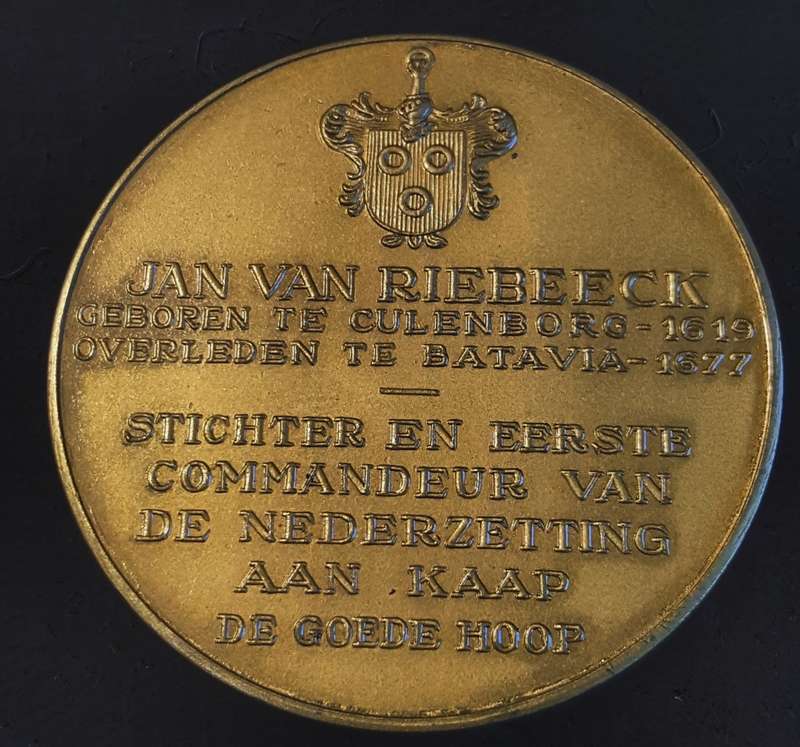 JAN VAN RIEBEECK
GEBOREN TE CULENBORG - 1619
OVERLEDEN TE BATAVIA - 1677
STICHTER EN EERSTE
COMMANDEUR VAN
DE NEDERZETTING
AAN KAAP
DE GOEDE HOOP